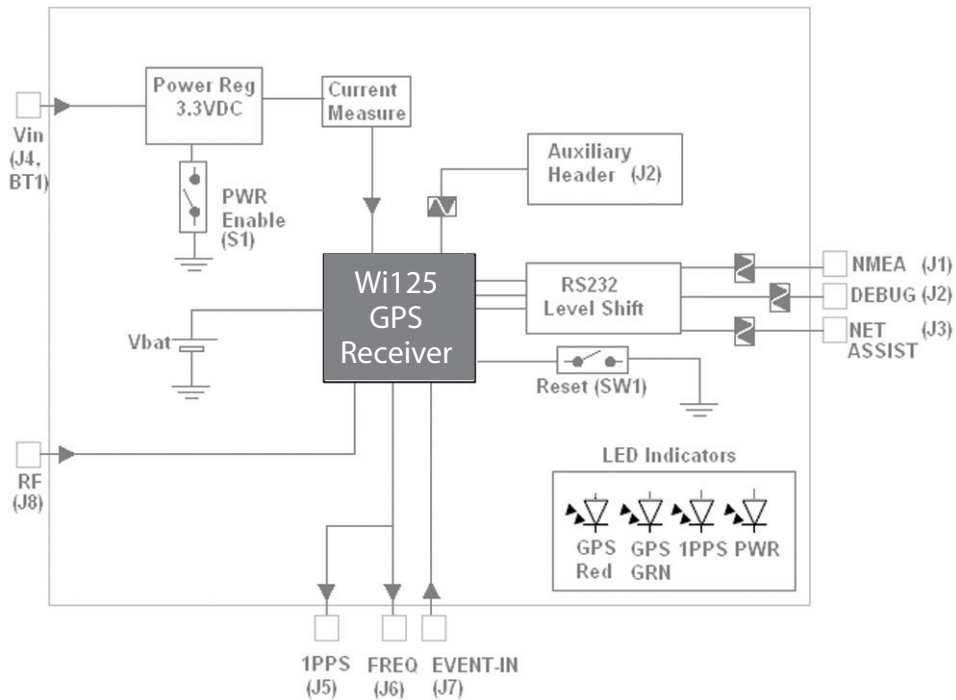 Power Reg
3.3VDC
Current
Measure
Vin
(J4,
BT1)
PWR
Enable
(S1)
Auxiliary
Header (J2)
Wi125
GPS
Receiver
RS232
Level Shift
NMEA (J1)
DEBUG (J2)
NET (J3)
ASSIST
Vbat
Reset (SW1)
RF
(J8)
LED Indicators
GPS
Red
GPS
GRN
1PPS
PWR
1PPS
(J5)
FREQ
(J6)
EVENT-IN
(J7)